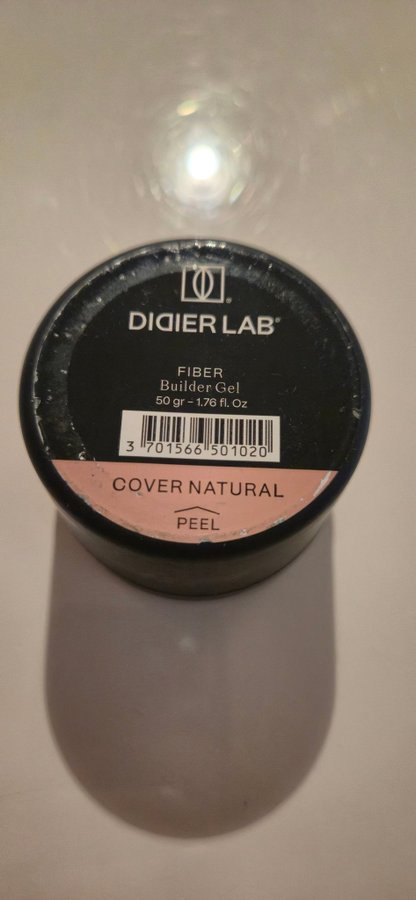 DIDIER LAB®
FIBER
Builder Gel
50 gr – 1.76 fl. Oz
3 701566 501020
COVER NATURAL
PEEL